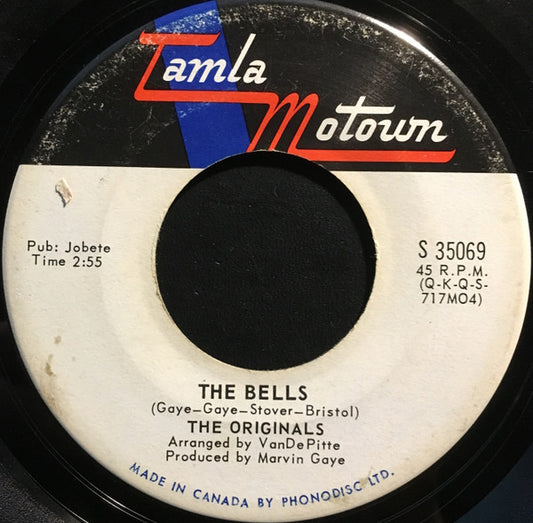 Tamla
Motown
Pub: Jobete
Time 2:55
S 35069
45 R.P.M.
(Q-K-Q-S-
717MO4)
THE BELLS
(Gaye-Gaye-Stover-Bristol)
THE ORIGINALS
Arranged by VanDePitte
Produced by Marvin Gaye
MADE IN CANADA BY PHONODISC LTD.